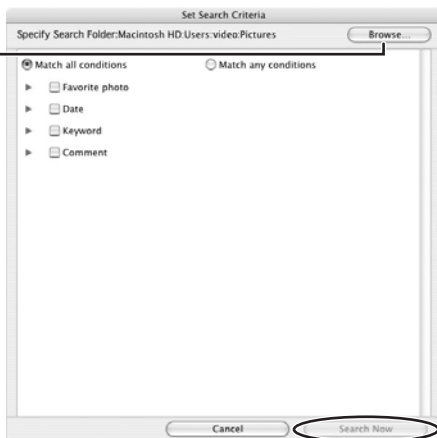 Set Search Criteria
Specify Search Folder:Macintosh HD:Users:video:Pictures Browse...
Match all conditions Match any conditions
Favorite photo
Date
Keyword
Comment
Cancel Search Now